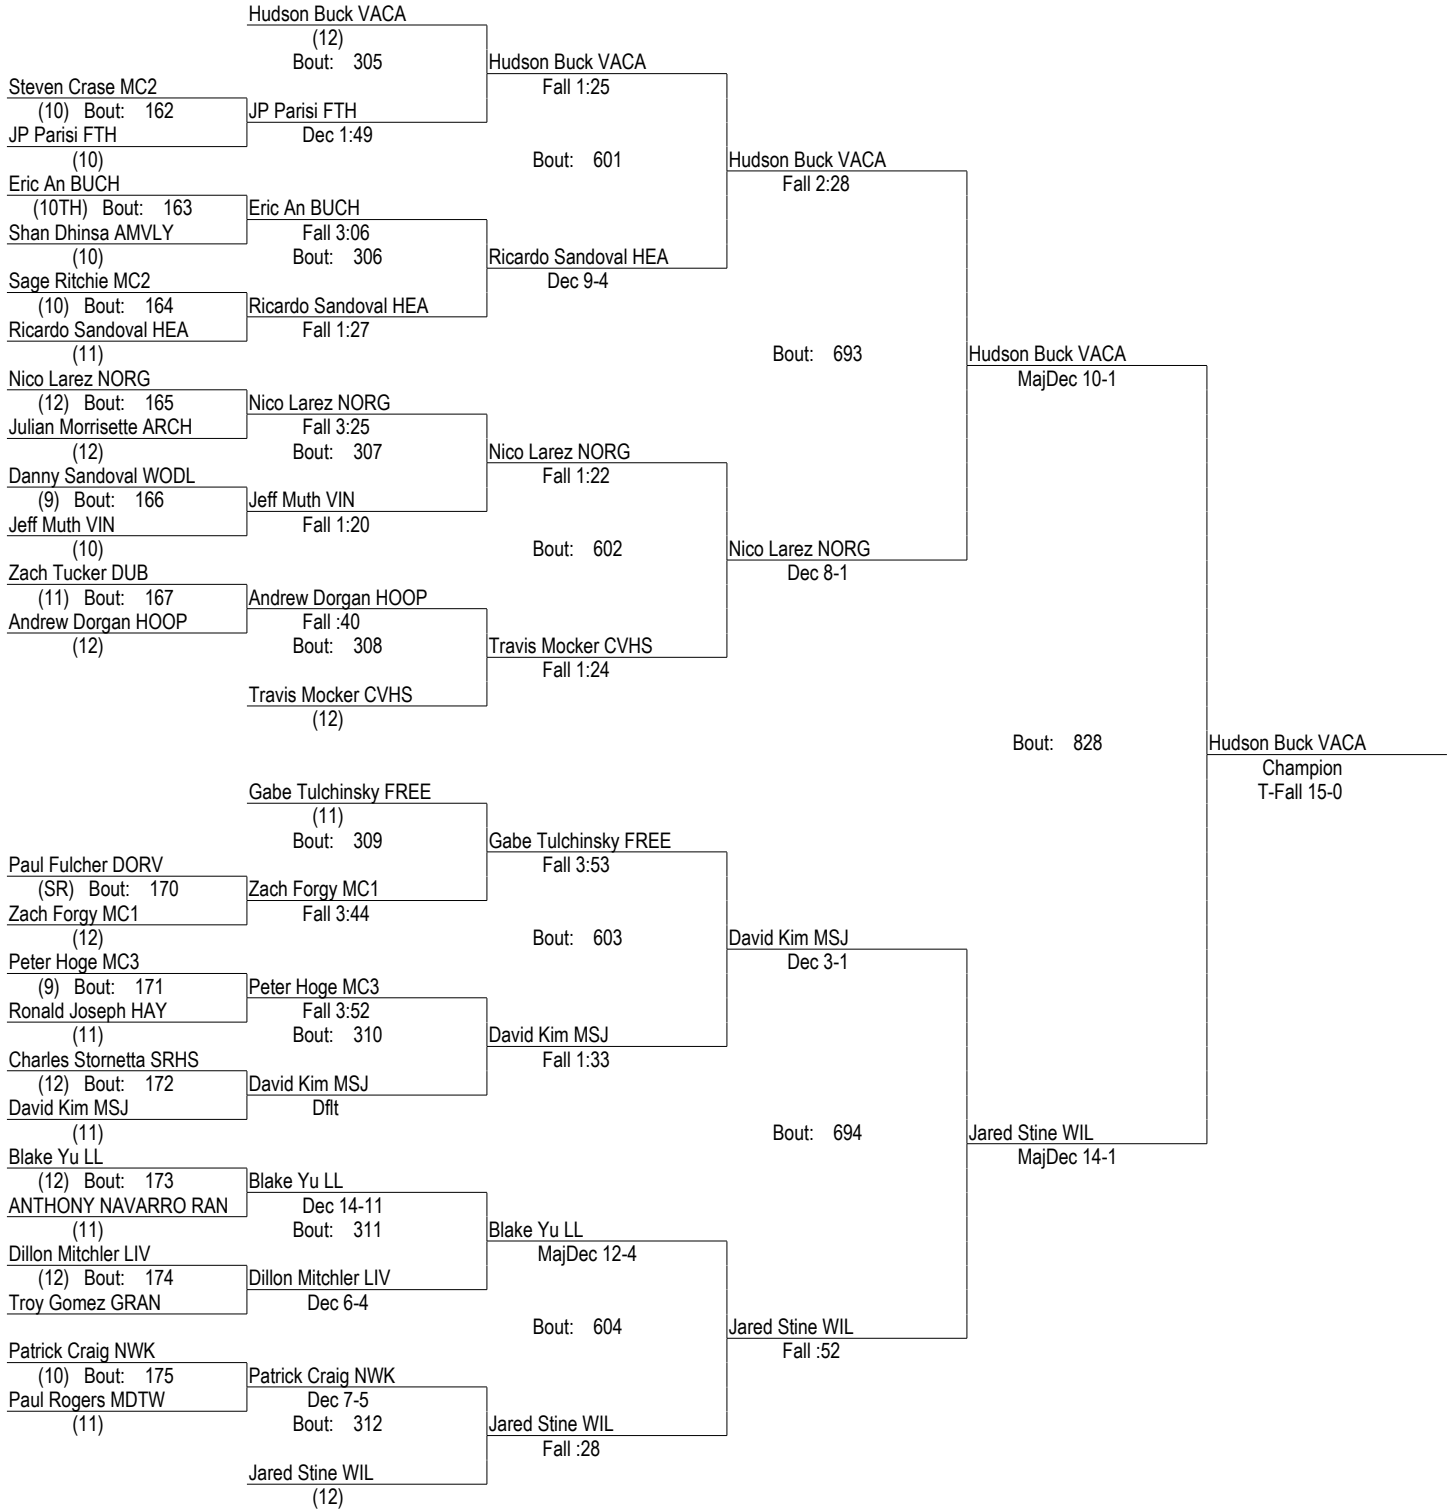 Hudson Buck VACA
(12)
Bout: 305
Hudson Buck VACA
Fall 1:25
Steven Crase MC2
(10) Bout: 162
JP Parisi FTH
JP Parisi FTH
Dec 1:49
(10)
Bout: 601
Hudson Buck VACA
Fall 2:28
Eric An BUCH
(10TH) Bout: 163
Eric An BUCH
Shan Dhinsa AMVLY
Fall 3:06
(10)
Bout: 306
Ricardo Sandoval HEA
Dec 9-4
Sage Ritchie MC2
(10) Bout: 164
Ricardo Sandoval HEA
Ricardo Sandoval HEA
Fall 1:27
(11)
Bout: 693
Hudson Buck VACA
MajDec 10-1
Nico Larez NORG
(12) Bout: 165
Nico Larez NORG
Julian Morrisette ARCH
Fall 3:25
(12)
Bout: 307
Nico Larez NORG
Fall 1:22
Danny Sandoval WODL
(9) Bout: 166
Jeff Muth VIN
Jeff Muth VIN
Fall 1:20
(10)
Bout: 602
Nico Larez NORG
Dec 8-1
Zach Tucker DUB
(11) Bout: 167
Andrew Dorgan HOOP
Andrew Dorgan HOOP
Fall :40
(12)
Bout: 308
Travis Mocker CVHS
Fall 1:24
Travis Mocker CVHS
(12)
Bout: 828
Hudson Buck VACA
Champion
T-Fall 15-0
Gabe Tulchinsky FREE
(11)
Bout: 309
Gabe Tulchinsky FREE
Fall 3:53
Paul Fulcher DORV
(SR) Bout: 170
Zach Forgy MC1
Zach Forgy MC1
Fall 3:44
(12)
Bout: 603
David Kim MSJ
Dec 3-1
Peter Hoge MC3
(9) Bout: 171
Peter Hoge MC3
Ronald Joseph HAY
Fall 3:52
(11)
Bout: 310
David Kim MSJ
Fall 1:33
Charles Stornetta SRHS
(12) Bout: 172
David Kim MSJ
David Kim MSJ
Dflt
(11)
Bout: 694
Jared Stine WIL
MajDec 14-1
Blake Yu LL
(12) Bout: 173
Blake Yu LL
ANTHONY NAVARRO RAN
Dec 14-11
(11)
Bout: 311
Blake Yu LL
MajDec 12-4
Dillon Mitchler LIV
(12) Bout: 174
Dillon Mitchler LIV
Troy Gomez GRAN
Dec 6-4
Bout: 604
Jared Stine WIL
Fall :52
Patrick Craig NWK
(10) Bout: 175
Patrick Craig NWK
Paul Rogers MDTW
Dec 7-5
(11)
Bout: 312
Jared Stine WIL
Fall :28
Jared Stine WIL
(12)